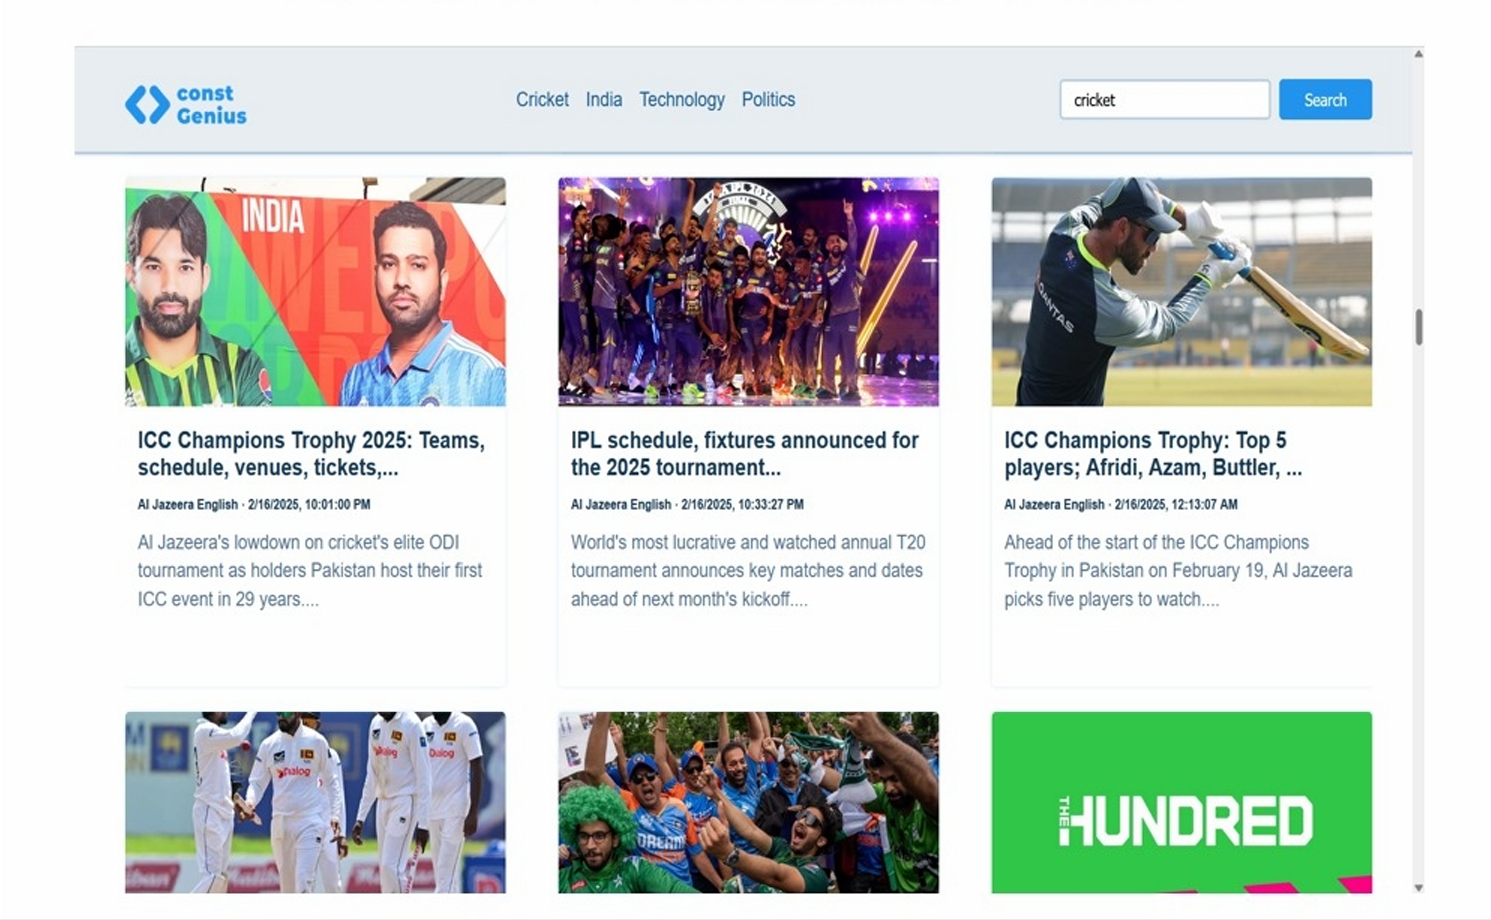 const
Genius
Cricket India Technology Politics
cricket
Search
INDIA
ICC Champions Trophy 2025: Teams,
schedule, venues, tickets,...
Al Jazeera English · 2/16/2025, 10:01:00 PM
Al Jazeera's lowdown on cricket's elite ODI
tournament as holders Pakistan host their first
ICC event in 29 years....
IPL schedule, fixtures announced for
the 2025 tournament...
Al Jazeera English · 2/16/2025, 10:33:27 PM
World's most lucrative and watched annual T20
tournament announces key matches and dates
ahead of next month's kickoff....
QANTAS
ICC Champions Trophy: Top 5
players; Afridi, Azam, Buttler, ...
Al Jazeera English · 2/16/2025, 12:13:07 AM
Ahead of the start of the ICC Champions
Trophy in Pakistan on February 19, Al Jazeera
picks five players to watch....
Dialog
Dialog
Dialog
DREAM
THE
HUNDRED